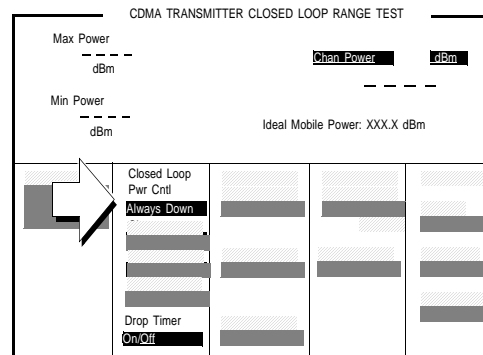 CDMA TRANSMITTER CLOSED LOOP RANGE TEST
Max Power
_ _ _ _
dBm
Chan Power dBm
_ _ _ _
Min Power
_ _ _ _
dBm
Ideal Mobile Power: XXX.X dBm
Closed Loop
Pwr Cntl
Always Down
Drop Timer
On/Off